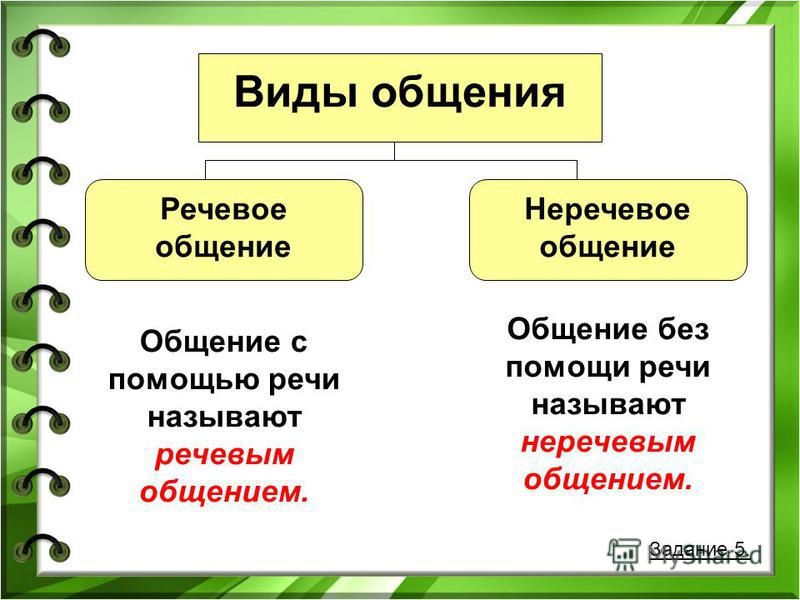 Виды общения
Речевое
общение
Неречевое
общение
Общение с
помощью речи
называют
речевым
общением.
Общение без
помощи речи
называют
неречевым
общением.
Задание 5.
MyShared